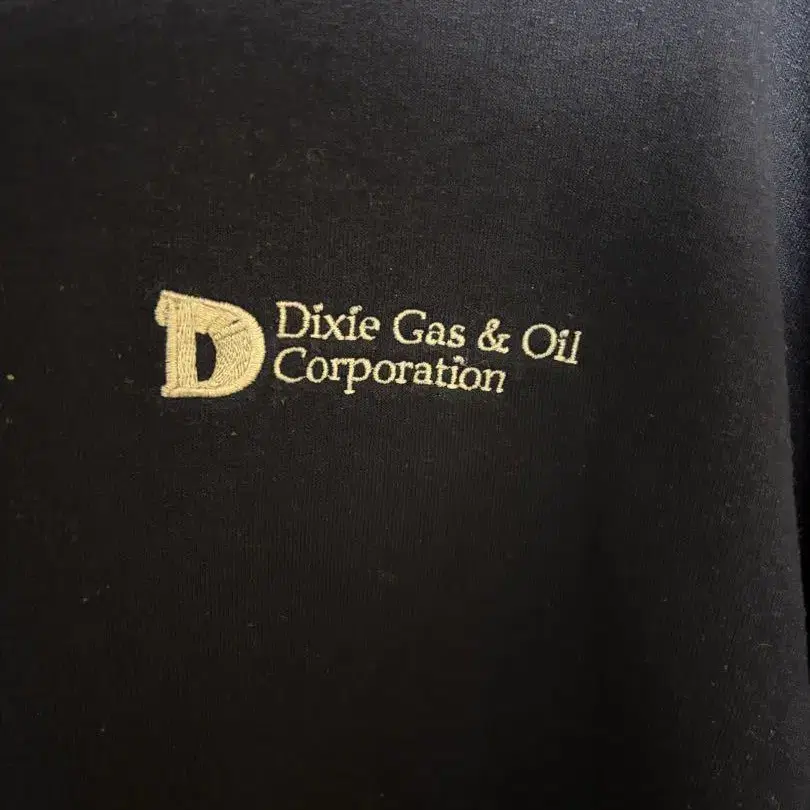 D
Dixie Gas & Oil
Corporation